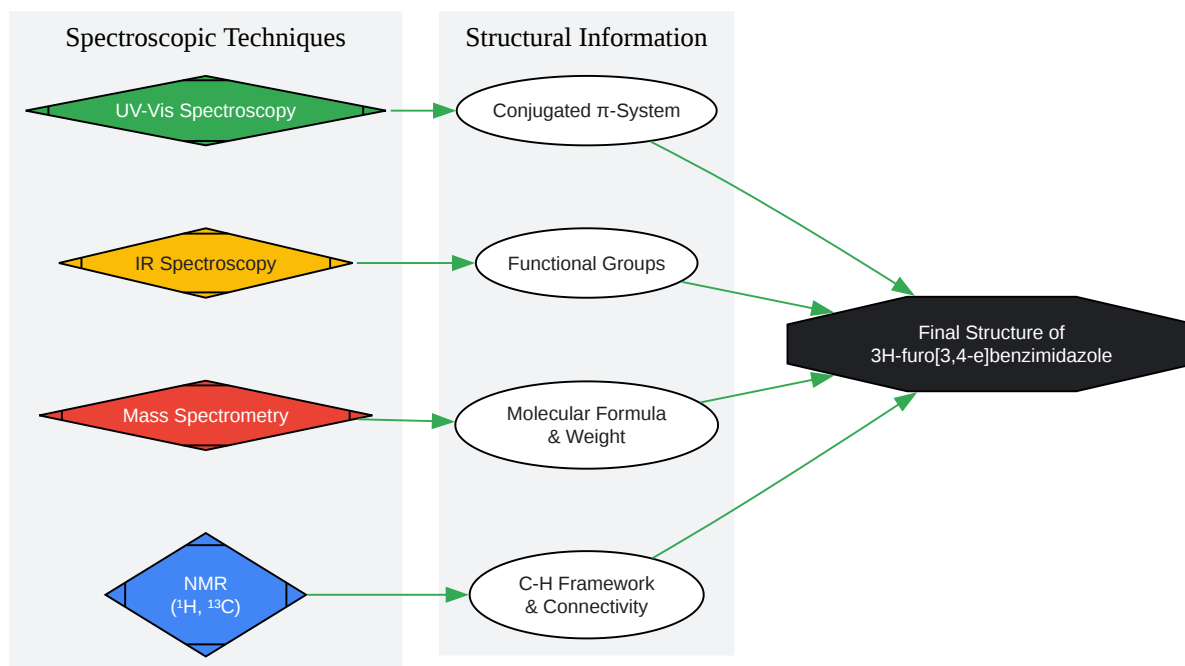 Spectroscopic Techniques
Structural Information
UV-Vis Spectroscopy
Conjugated π-System
IR Spectroscopy
Functional Groups
Final Structure of
3H-furo[3,4-e]benzimidazole
Mass Spectrometry
Molecular Formula
& Weight
NMR
(¹H, ¹³C)
C-H Framework
& Connectivity